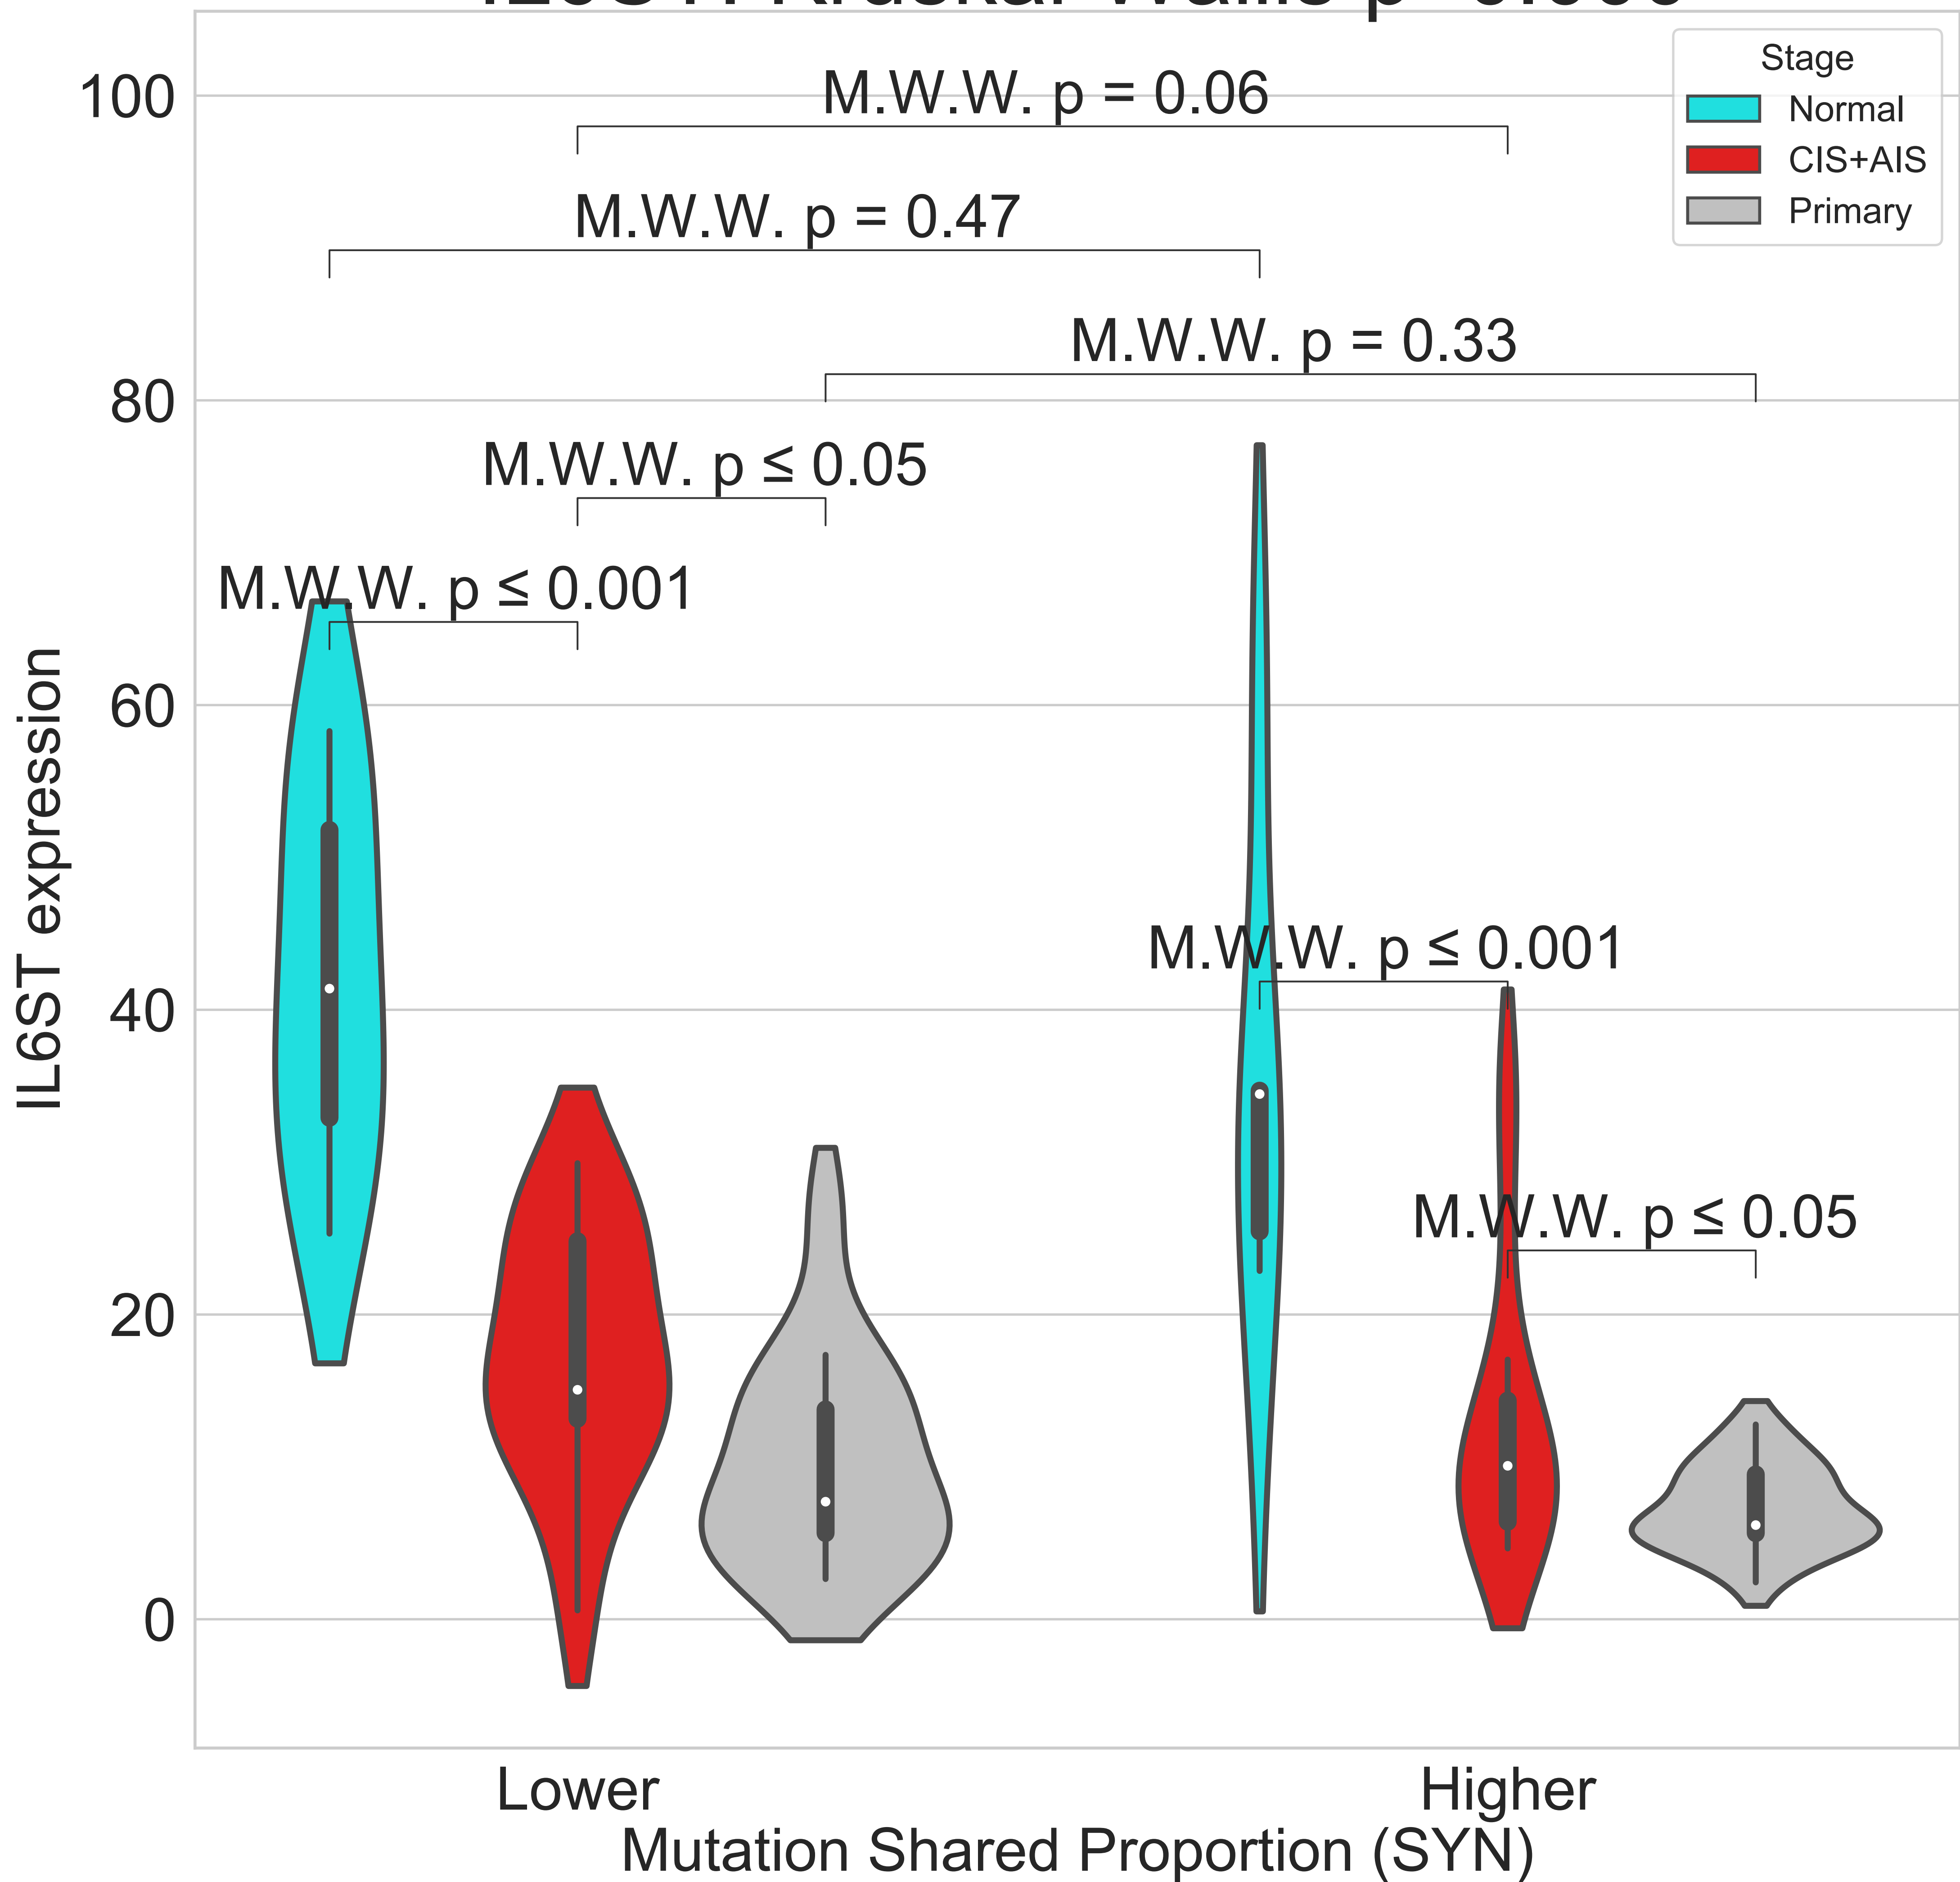 100
80
60
40
20
0
IL6ST expression
M.W.W. p = 0.06
M.W.W. p = 0.47
M.W.W. p = 0.33
M.W.W. p ≤ 0.05
M.W.W. p ≤ 0.001
M.W.W. p ≤ 0.001
M.W.W. p ≤ 0.05
Stage
Normal
CIS+AIS
Primary
Lower
Higher
Mutation Shared Proportion (SYN)